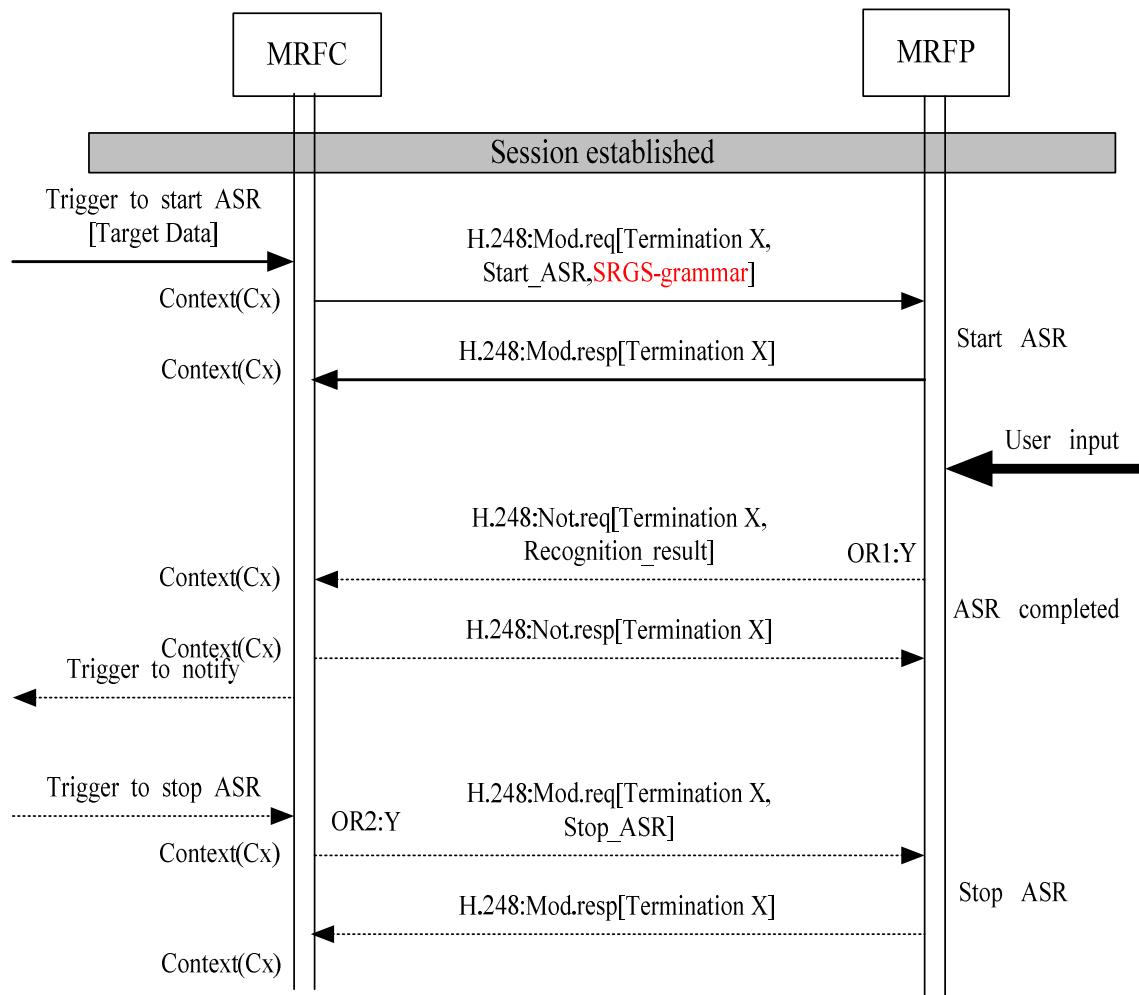 MRFC
MRFP
Session established
Trigger to start ASR
[Target Data]
H.248:Mod.req[Termination X,
Start_ASR,SRGS-grammar]
Context(Cx)
Start ASR
H.248:Mod.resp[Termination X]
Context(Cx)
User input
H.248:Not.req[Termination X,
Recognition_result]
OR1:Y
Context(Cx)
ASR completed
H.248:Not.resp[Termination X]
Context(Cx)
Trigger to notify
Trigger to stop ASR
H.248:Mod.req[Termination X,
Stop_ASR]
OR2:Y
Context(Cx)
Stop ASR
H.248:Mod.resp[Termination X]
Context(Cx)